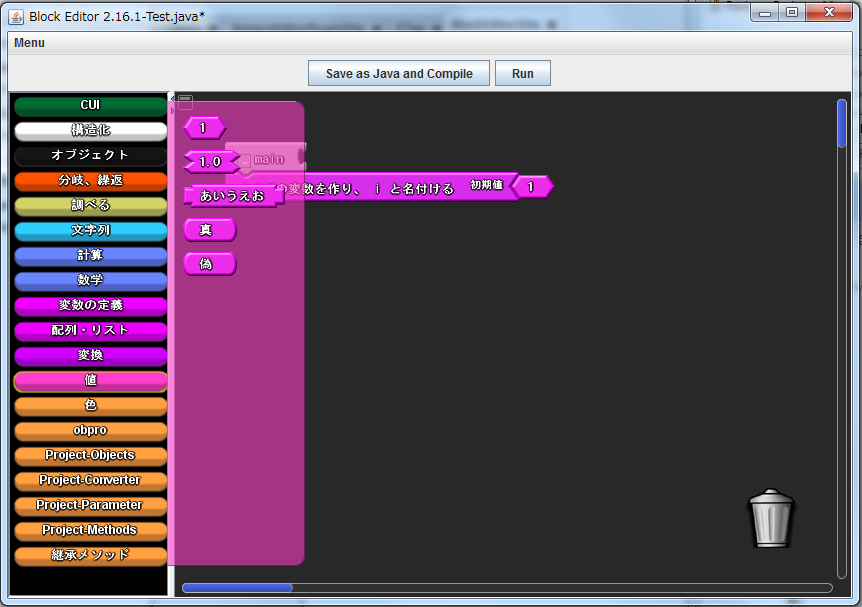 Block Editor 2.16.1-Test.java*
Menu
Save as Java and Compile
Run
CUI
構造化
オブジェクト
分岐、繰返
調べる
文字列
計算
数学
変数の定義
配列・リスト
変換
値
色
obpro
Project-Objects
Project-Converter
Project-Parameter
Project-Methods
継承メソッド
1
1.0
あいうえお
真
偽
main
の変数を作り、 i と名付ける 初期値 1